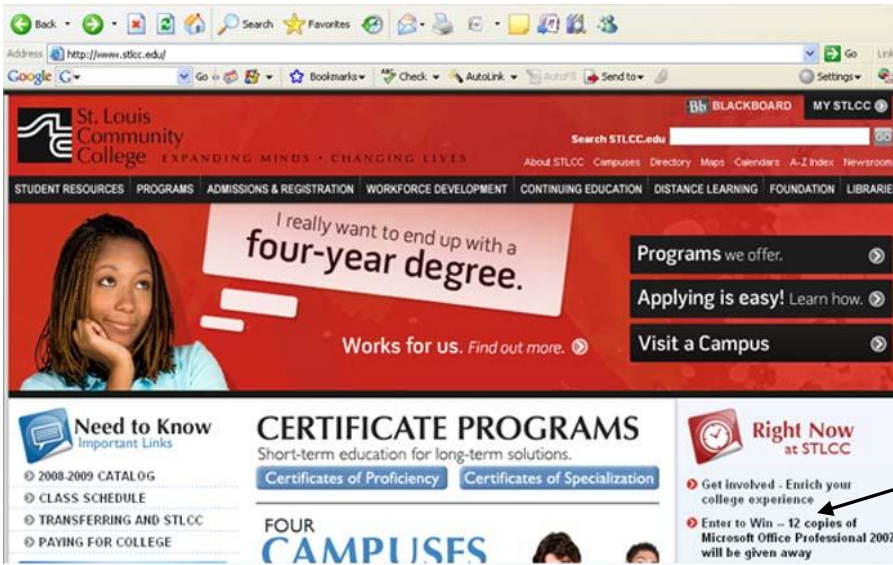 Back Search Favorites
Address http://www.stlcc.edu/ Go Link
Google G Go Bookmarks Check AutoLink AutoFill Send to Settings
BLACKBOARD MY STLCC
St. Louis
Community
College EXPANDING MINDS · CHANGING LIVES
Search STLCC.edu GO
About STLCC Campuses Directory Maps Calendars A-Z Index Newsroom
STUDENT RESOURCES PROGRAMS ADMISSIONS & REGISTRATION WORKFORCE DEVELOPMENT CONTINUING EDUCATION DISTANCE LEARNING FOUNDATION LIBRARIE
I really want to end up with a
four-year degree.
Works for us. Find out more.
Programs we offer.
Applying is easy! Learn how.
Visit a Campus
Need to Know
Important Links
2008-2009 CATALOG
CLASS SCHEDULE
TRANSFERRING AND STLCC
PAYING FOR COLLEGE
CERTIFICATE PROGRAMS
Short-term education for long-term solutions.
Certificates of Proficiency Certificates of Specialization
FOUR
CAMPUSES
Right Now
at STLCC
Get involved - Enrich your
college experience
Enter to Win -- 12 copies of
Microsoft Office Professional 2007
will be given away